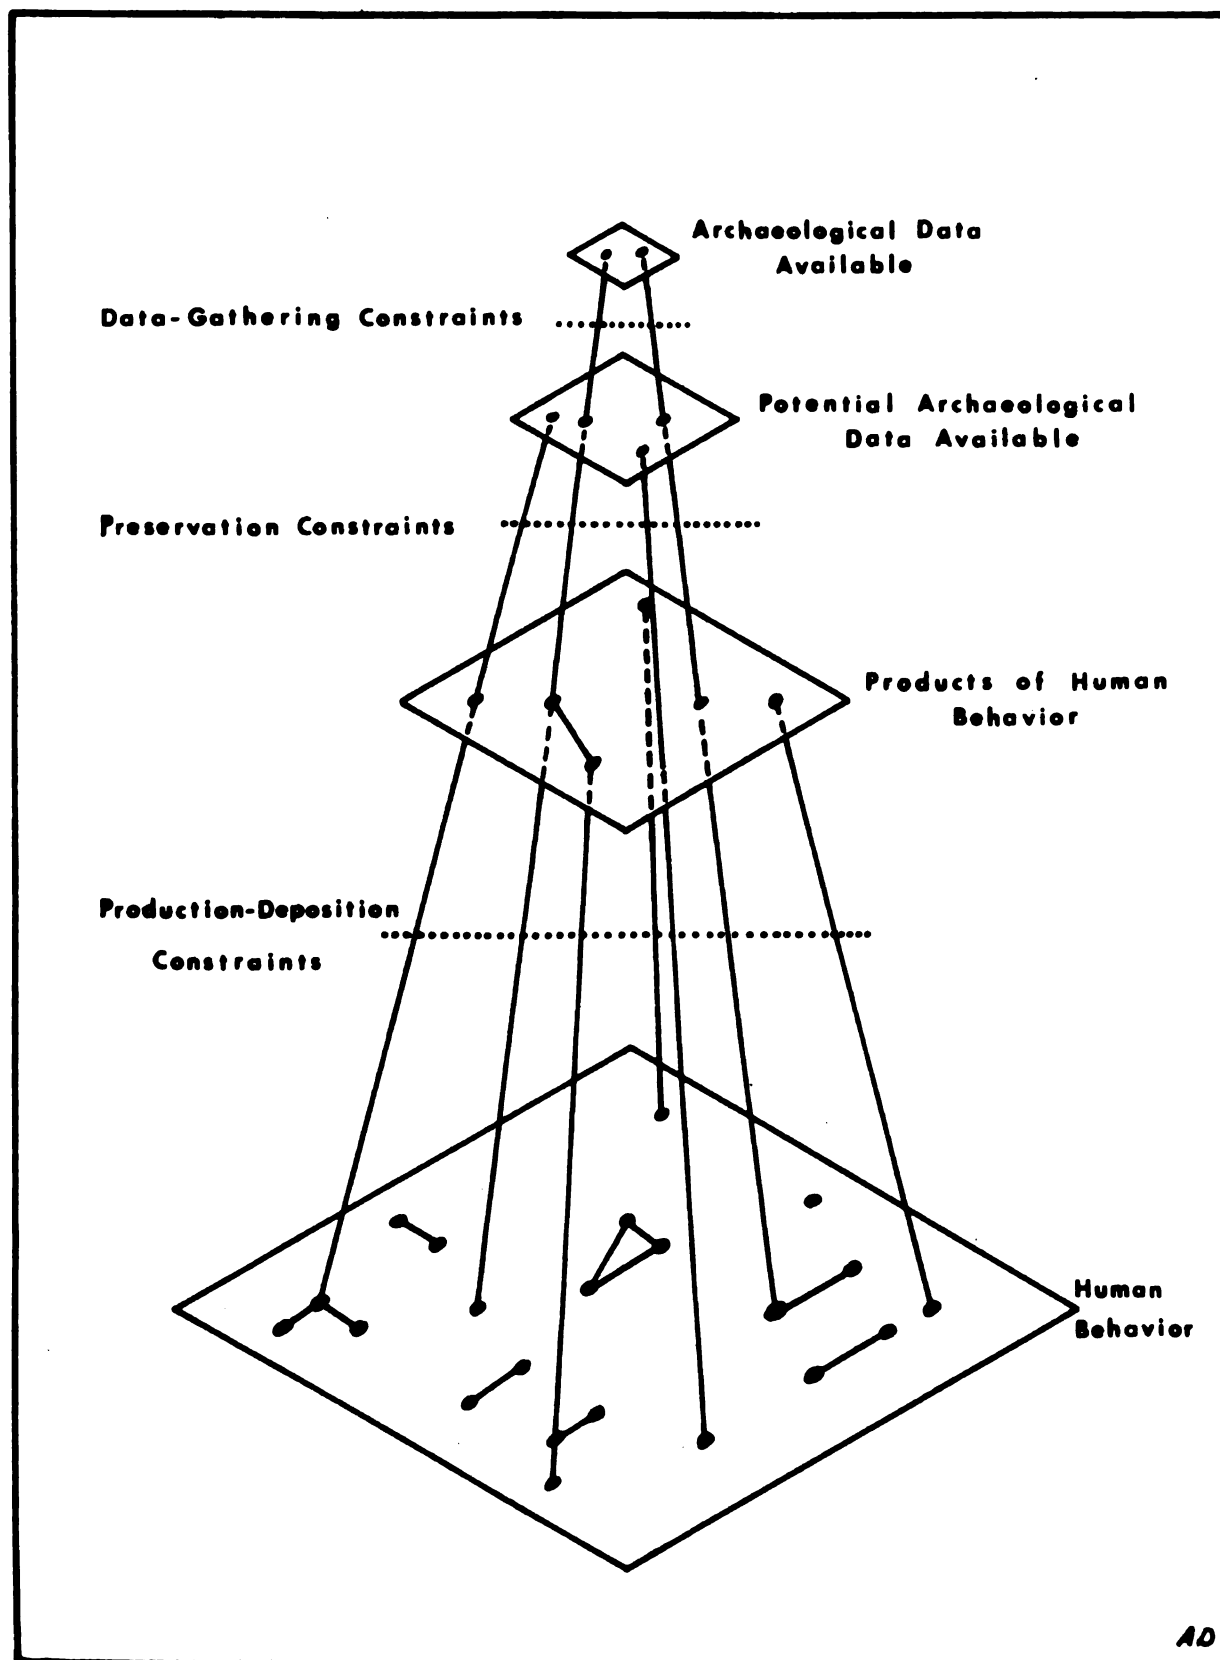 Archaeological Data
Available
Data-Gathering Constraints
Potential Archaeological
Data Available
Preservation Constraints
Products of Human
Behavior
Production-Deposition
Constraints
Human
Behavior
AD